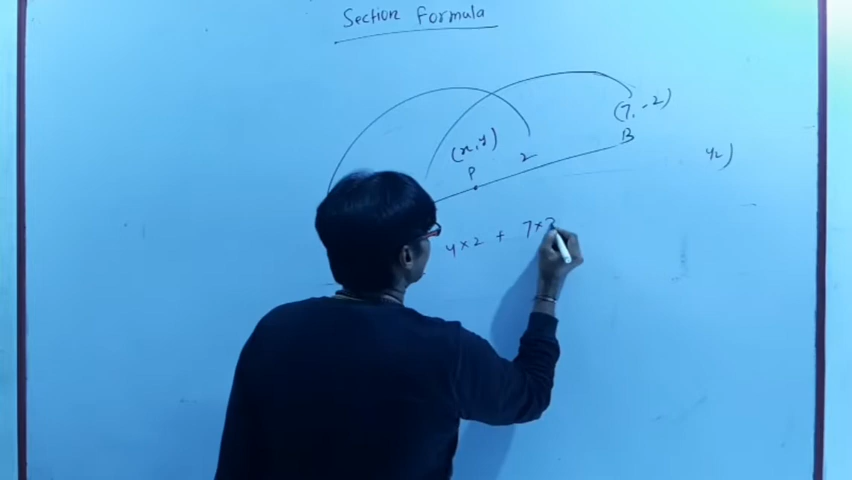 Section Formula
(7, -2)
B
(x, y)
2
y₂)
P
4×2 + 7×3